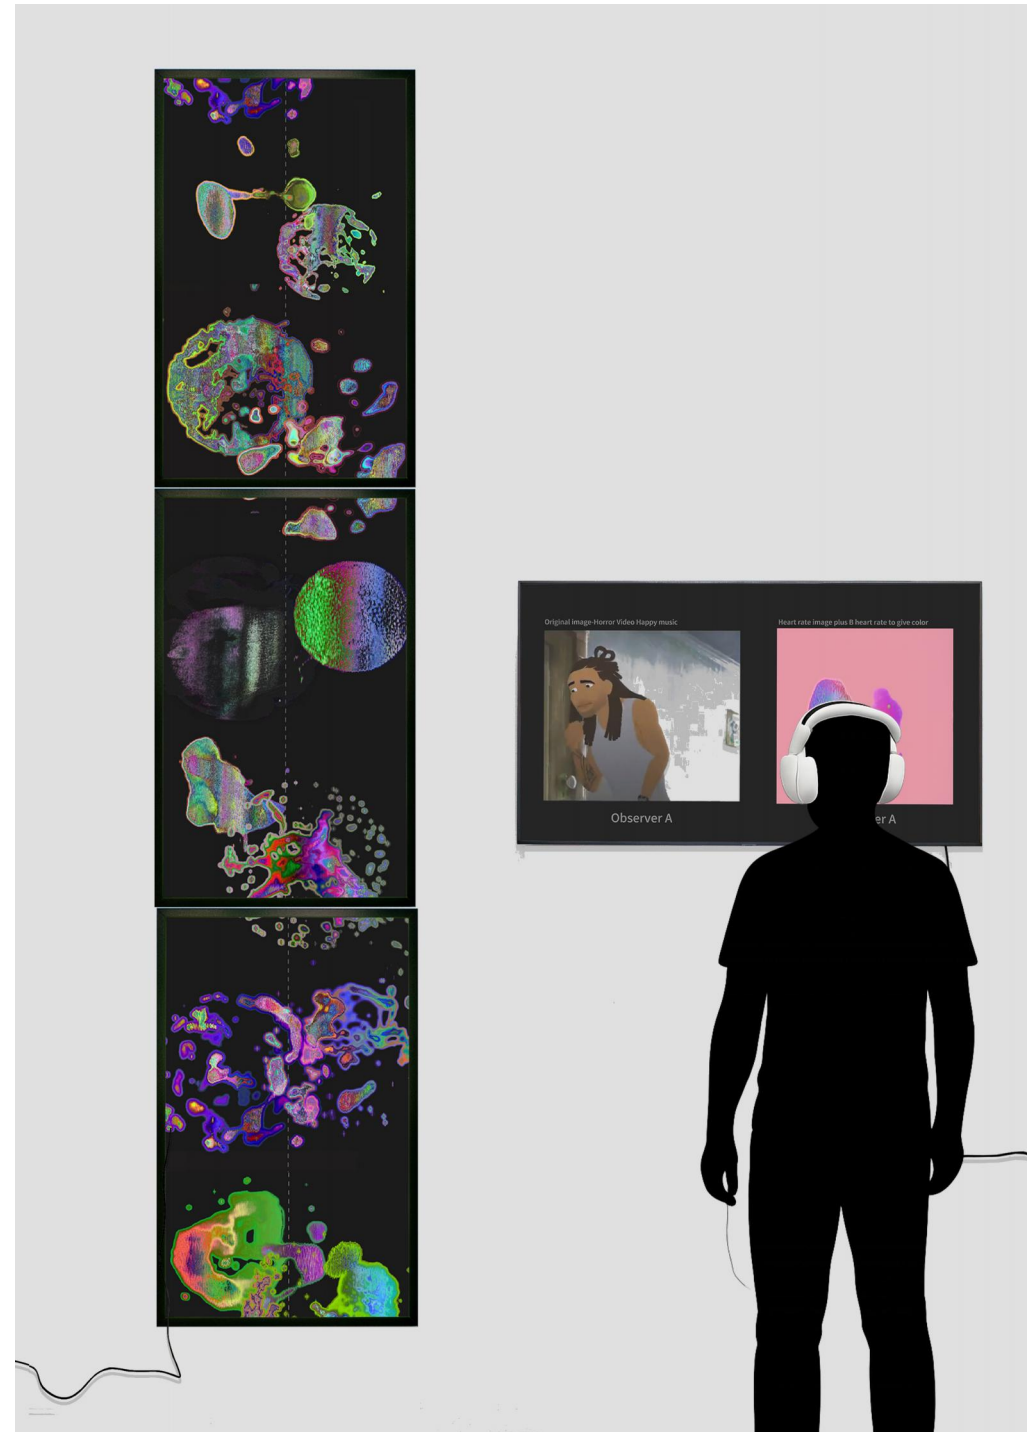 Original image-Horror Video Happy music
Heart rate image plus B heart rate to give color
Observer A
er A